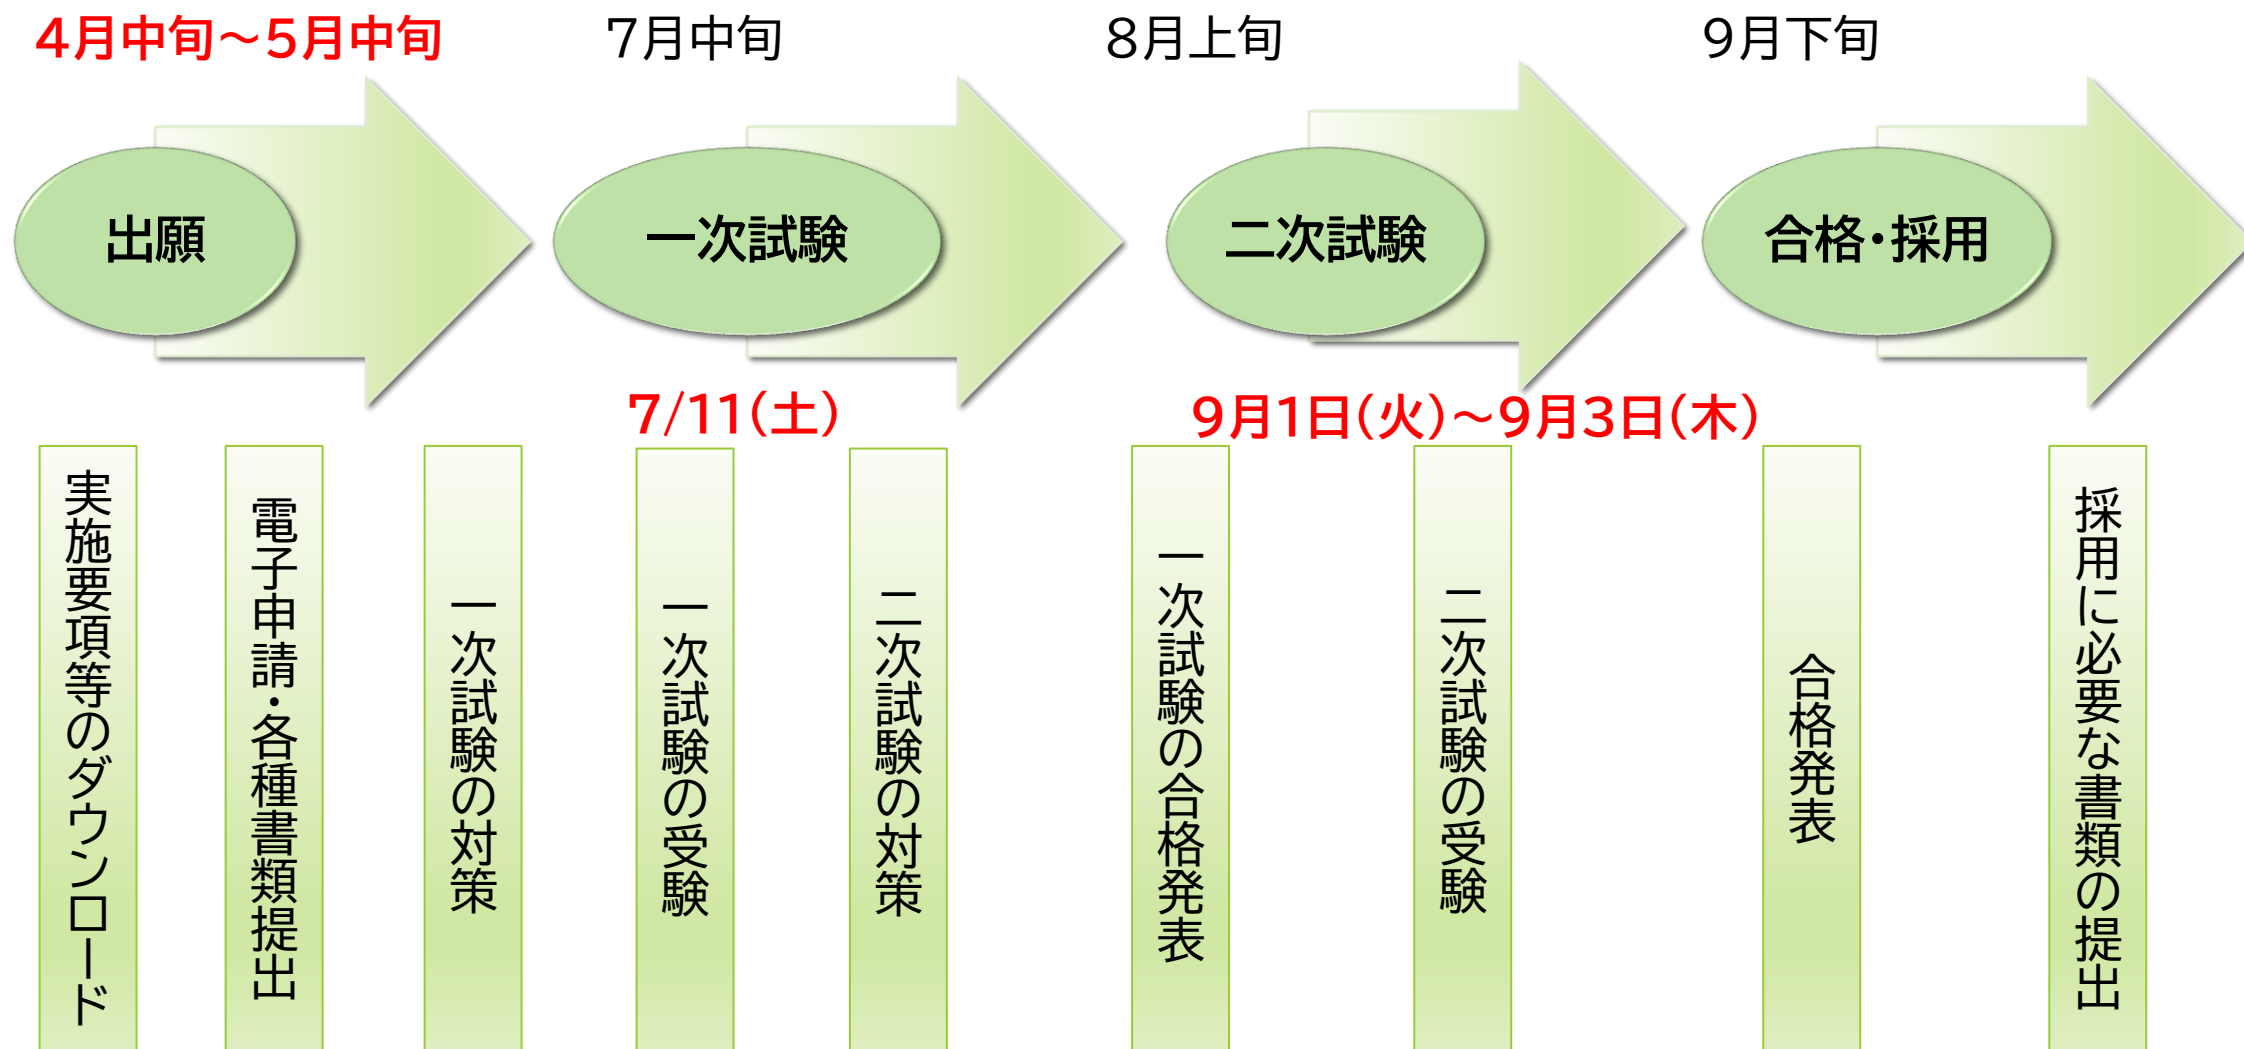 4月中旬～5月中旬
7月中旬
8月上旬
9月下旬
出願
一次試験
二次試験
合格・採用
7/11(土)
9月1日(火)～9月3日(木)
実施要項等のダウンロード
電子申請・各種書類提出
一次試験の対策
一次試験の受験
二次試験の対策
一次試験の合格発表
二次試験の受験
合格発表
採用に必要な書類の提出